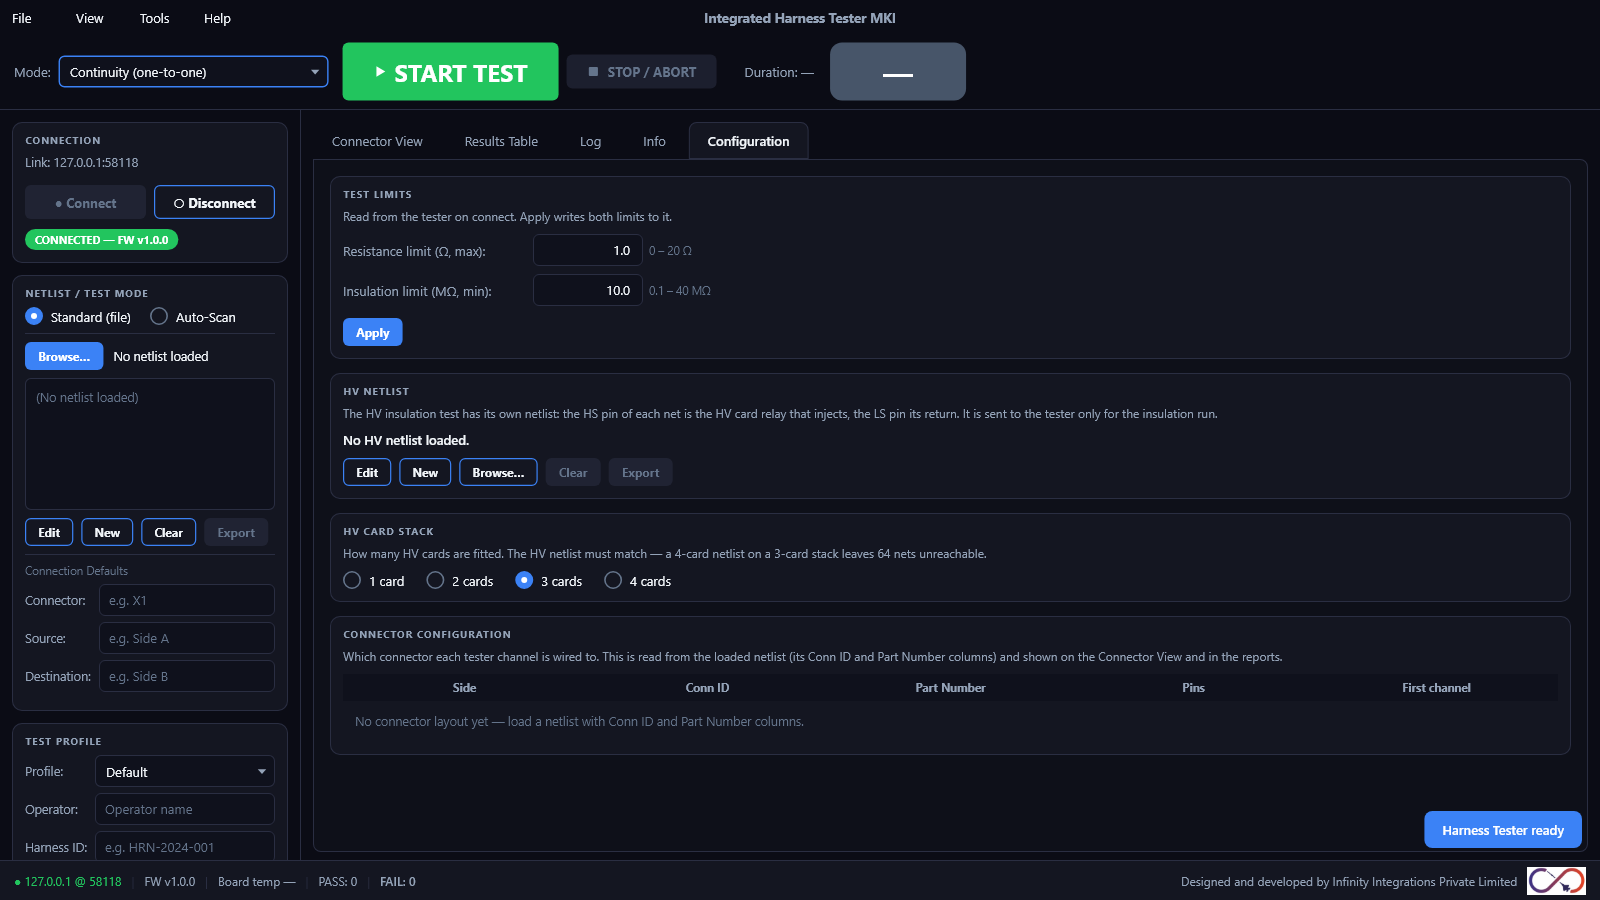 File View Tools Help
Integrated Harness Tester MKI
Mode: Continuity (one-to-one)
START TEST
STOP / ABORT
Duration: —
—
CONNECTION
Link: 127.0.0.1:58118
Connect
Disconnect
CONNECTED — FW v1.0.0
NETLIST / TEST MODE
Standard (file) Auto-Scan
Browse... No netlist loaded
(No netlist loaded)
Edit New Clear Export
Connection Defaults
Connector: e.g. X1
Source: e.g. Side A
Destination: e.g. Side B
TEST PROFILE
Profile: Default
Operator: Operator name
Harness ID: e.g. HRN-2024-001
Connector View Results Table Log Info Configuration
TEST LIMITS
Read from the tester on connect. Apply writes both limits to it.
Resistance limit (Ω, max): 1.0 0 – 20 Ω
Insulation limit (MΩ, min): 10.0 0.1 – 40 MΩ
Apply
HV NETLIST
The HV insulation test has its own netlist: the HS pin of each net is the HV card relay that injects, the LS pin its return. It is sent to the tester only for the insulation run.
No HV netlist loaded.
Edit New Browse... Clear Export
HV CARD STACK
How many HV cards are fitted. The HV netlist must match — a 4-card netlist on a 3-card stack leaves 64 nets unreachable.
1 card 2 cards 3 cards 4 cards
CONNECTOR CONFIGURATION
Which connector each tester channel is wired to. This is read from the loaded netlist (its Conn ID and Part Number columns) and shown on the Connector View and in the reports.
Side Conn ID Part Number Pins First channel
No connector layout yet — load a netlist with Conn ID and Part Number columns.
Harness Tester ready
127.0.0.1 @ 58118 FW v1.0.0 Board temp — PASS: 0 FAIL: 0
Designed and developed by Infinity Integrations Private Limited